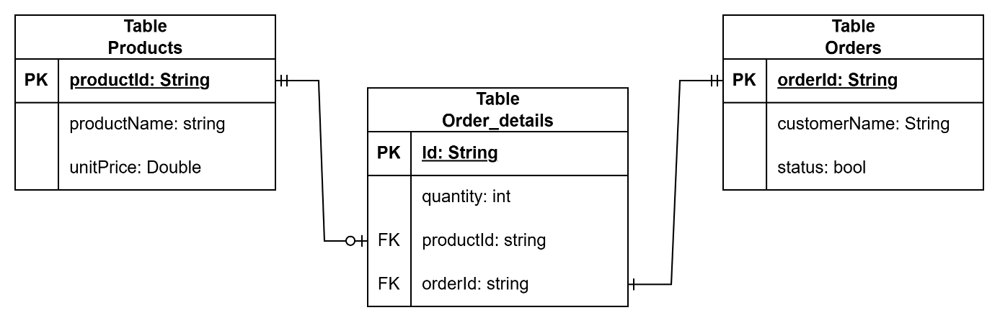 Table
Products
PK productId: String
productName: string
unitPrice: Double
Table
Order_details
PK Id: String
quantity: int
FK productId: string
FK orderId: string
Table
Orders
PK orderId: String
customerName: String
status: bool